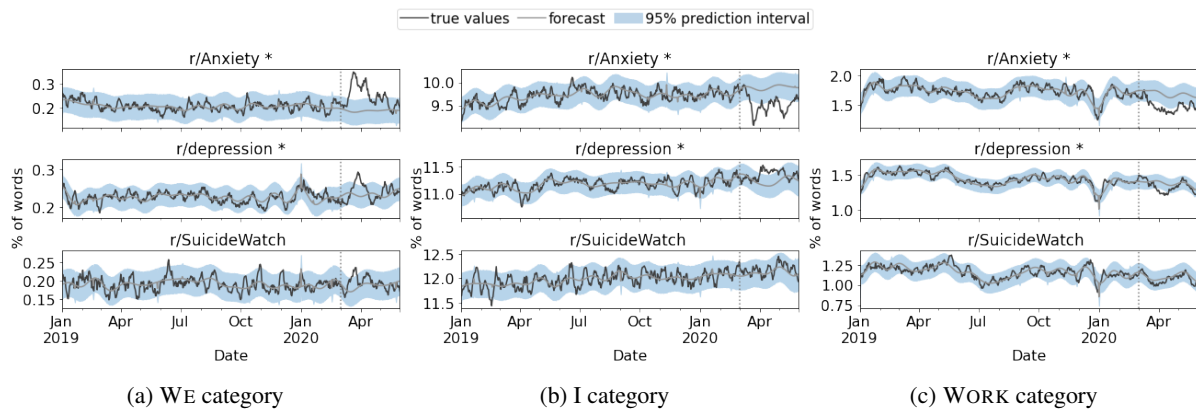 true values forecast 95% prediction interval
% of words
r/Anxiety *
0.3
0.2
r/depression *
0.3
0.2
r/SuicideWatch
0.25
0.20
0.15
Jan Apr Jul Oct Jan Apr
2019 2020
Date
(a) WE category
% of words
r/Anxiety *
10.0
9.5
r/depression *
11.5
11.0
r/SuicideWatch
12.5
12.0
11.5
Jan Apr Jul Oct Jan Apr
2019 2020
Date
(b) I category
% of words
r/Anxiety *
2.0
1.5
r/depression *
1.5
1.0
r/SuicideWatch
1.25
1.00
0.75
Jan Apr Jul Oct Jan Apr
2019 2020
Date
(c) WORK category